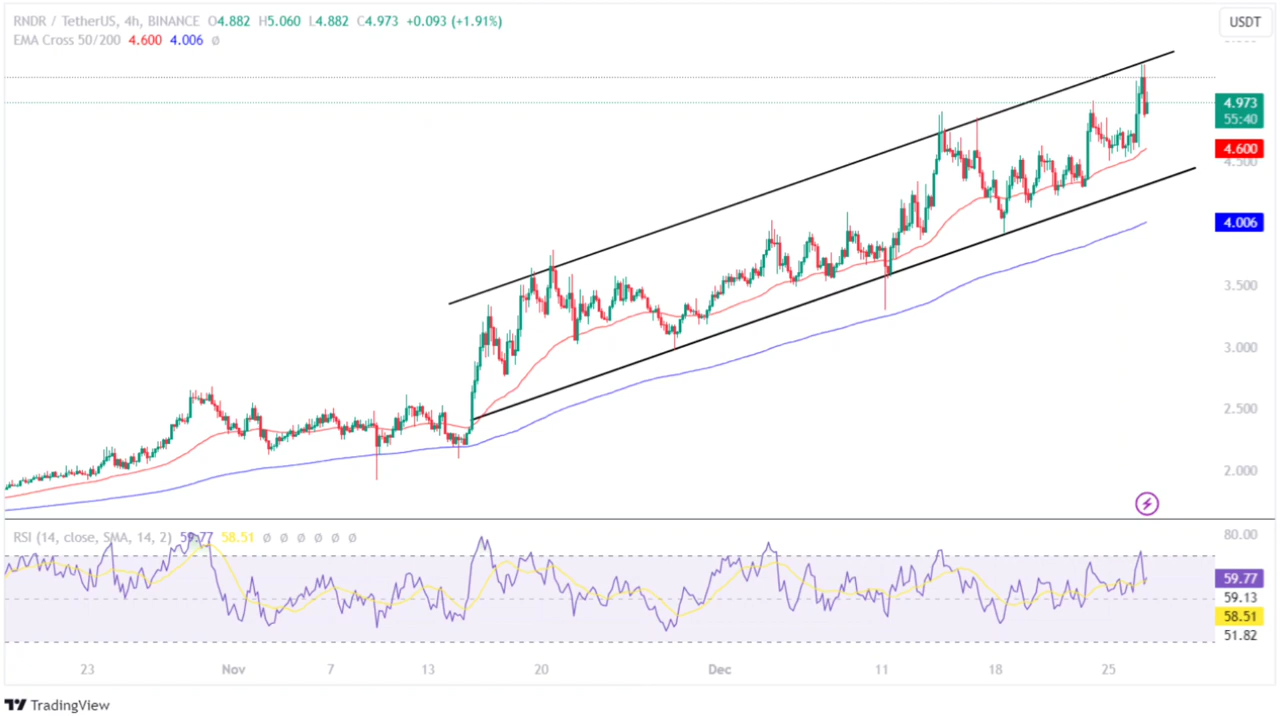 RNDR / TetherUS, 4h, BINANCE O4.882 H5.060 L4.882 C4.973 +0.093 (+1.91%)
USDT
EMA Cross 50/200 4.600 4.006 ∅
4.973
55:40
4.600
4.500
4.006
3.500
3.000
2.500
2.000
RSI (14, close, SMA, 14, 2) 59.77 58.51 ∅ ∅ ∅ ∅ ∅ ∅
80.00
59.77
59.13
58.51
51.82
23 Nov 7 13 20 Dec 11 18 25
TradingView